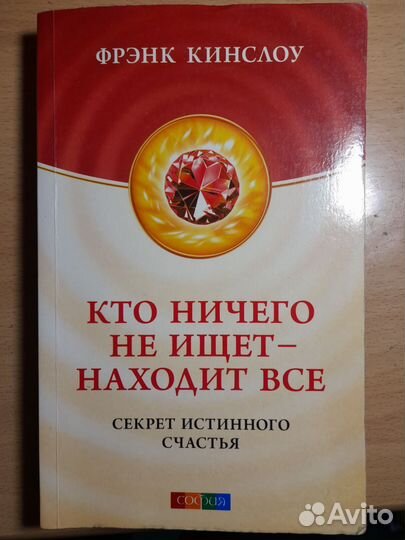 ФРЭНК КИНСЛОУ
КТО НИЧЕГО
НЕ ИЩЕТ–
НАХОДИТ ВСЕ
СЕКРЕТ ИСТИННОГО
СЧАСТЬЯ
СОФИЯ
Avito